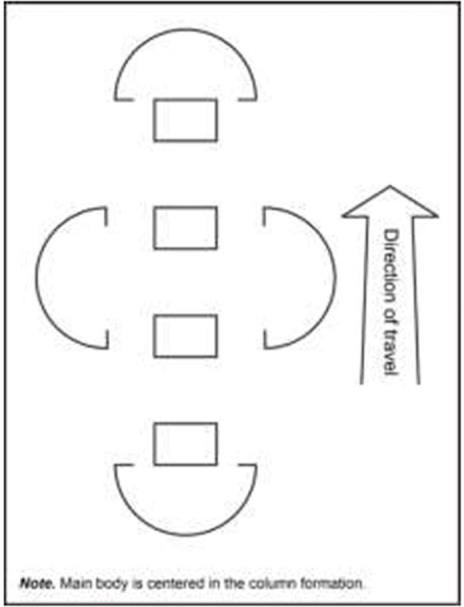 Direction of travel
Note. Main body is centered in the column formation.